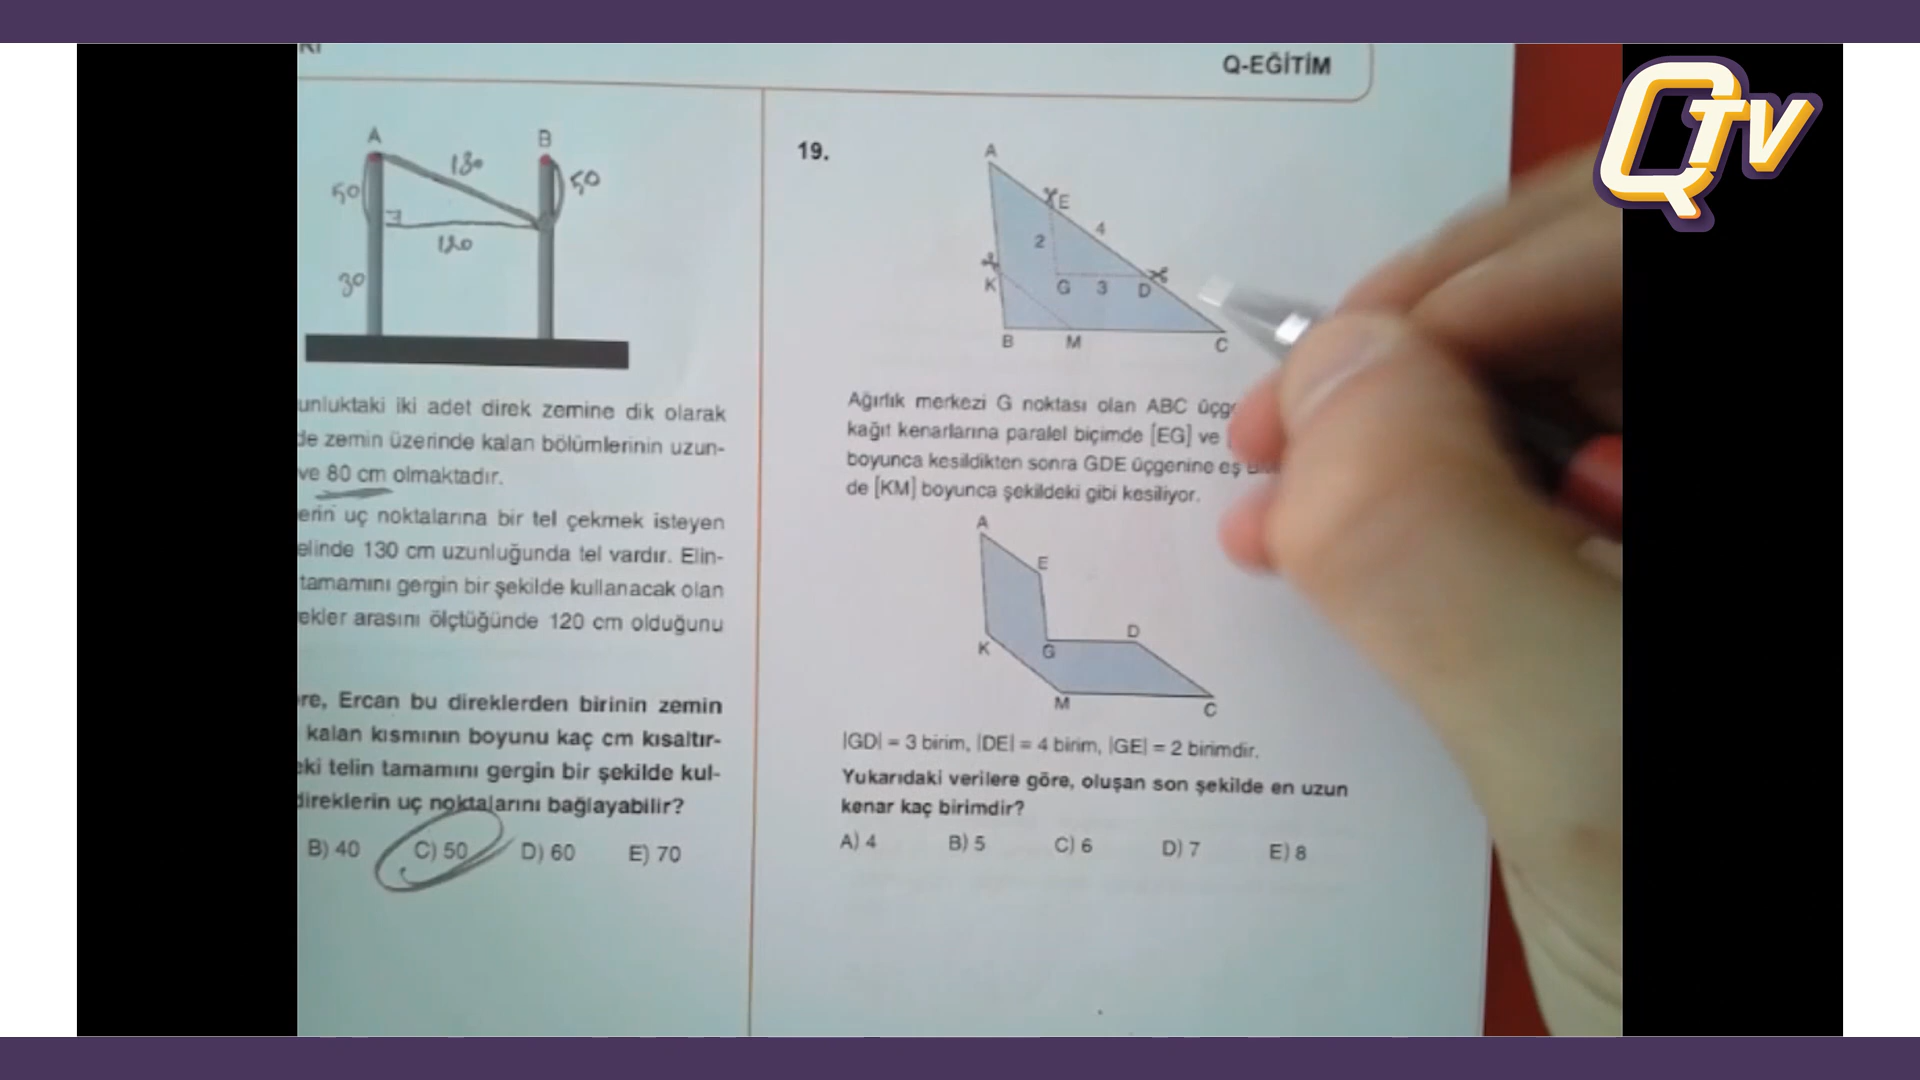 Q-EĞİTİM
QTV
A
B
130
50
50
120
30
unluktaki iki adet direk zemine dik olarak
de zemin üzerinde kalan bölümlerinin uzun-
ve 80 cm olmaktadır.
erin uç noktalarına bir tel çekmek isteyen
elinde 130 cm uzunluğunda tel vardır. Elin-
tamamını gergin bir şekilde kullanacak olan
ekler arasını ölçtüğünde 120 cm olduğunu
re, Ercan bu direklerden birinin zemin
kalan kısmının boyunu kaç cm kısaltır-
eki telin tamamını gergin bir şekilde kul-
direklerin uç noktalarını bağlayabilir?
B) 40 C) 50 D) 60 E) 70
19.
A
E
4
2
K
G 3 D
B M C
Ağırlık merkezi G noktası olan ABC üçg
kağıt kenarlarına paralel biçimde [EG] ve
boyunca kesildikten sonra GDE üçgenine eş
de [KM] boyunca şekildeki gibi kesiliyor.
A
E
D
K G
M C
|GD| = 3 birim, |DE| = 4 birim, |GE| = 2 birimdir.
Yukarıdaki verilere göre, oluşan son şekilde en uzun
kenar kaç birimdir?
A) 4 B) 5 C) 6 D) 7 E) 8